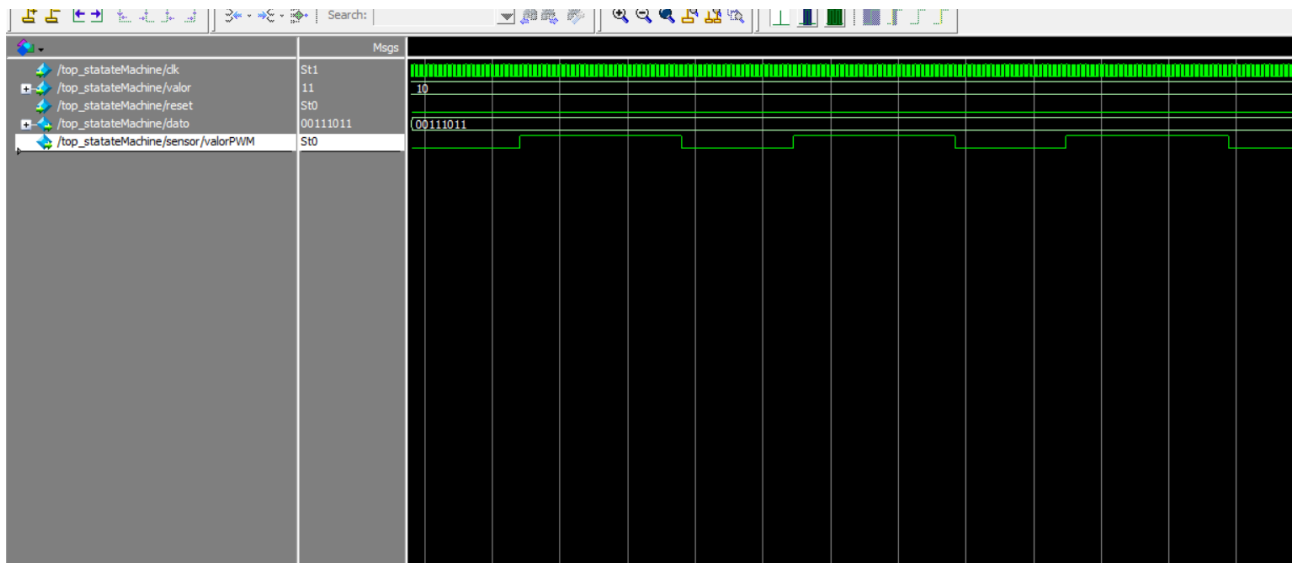 Search:
Msgs
/top_statateMachine/clk St1
/top_statateMachine/valor 11 10
/top_statateMachine/reset St0
/top_statateMachine/dato 00111011 00111011
/top_statateMachine/sensor/valorPWM St0